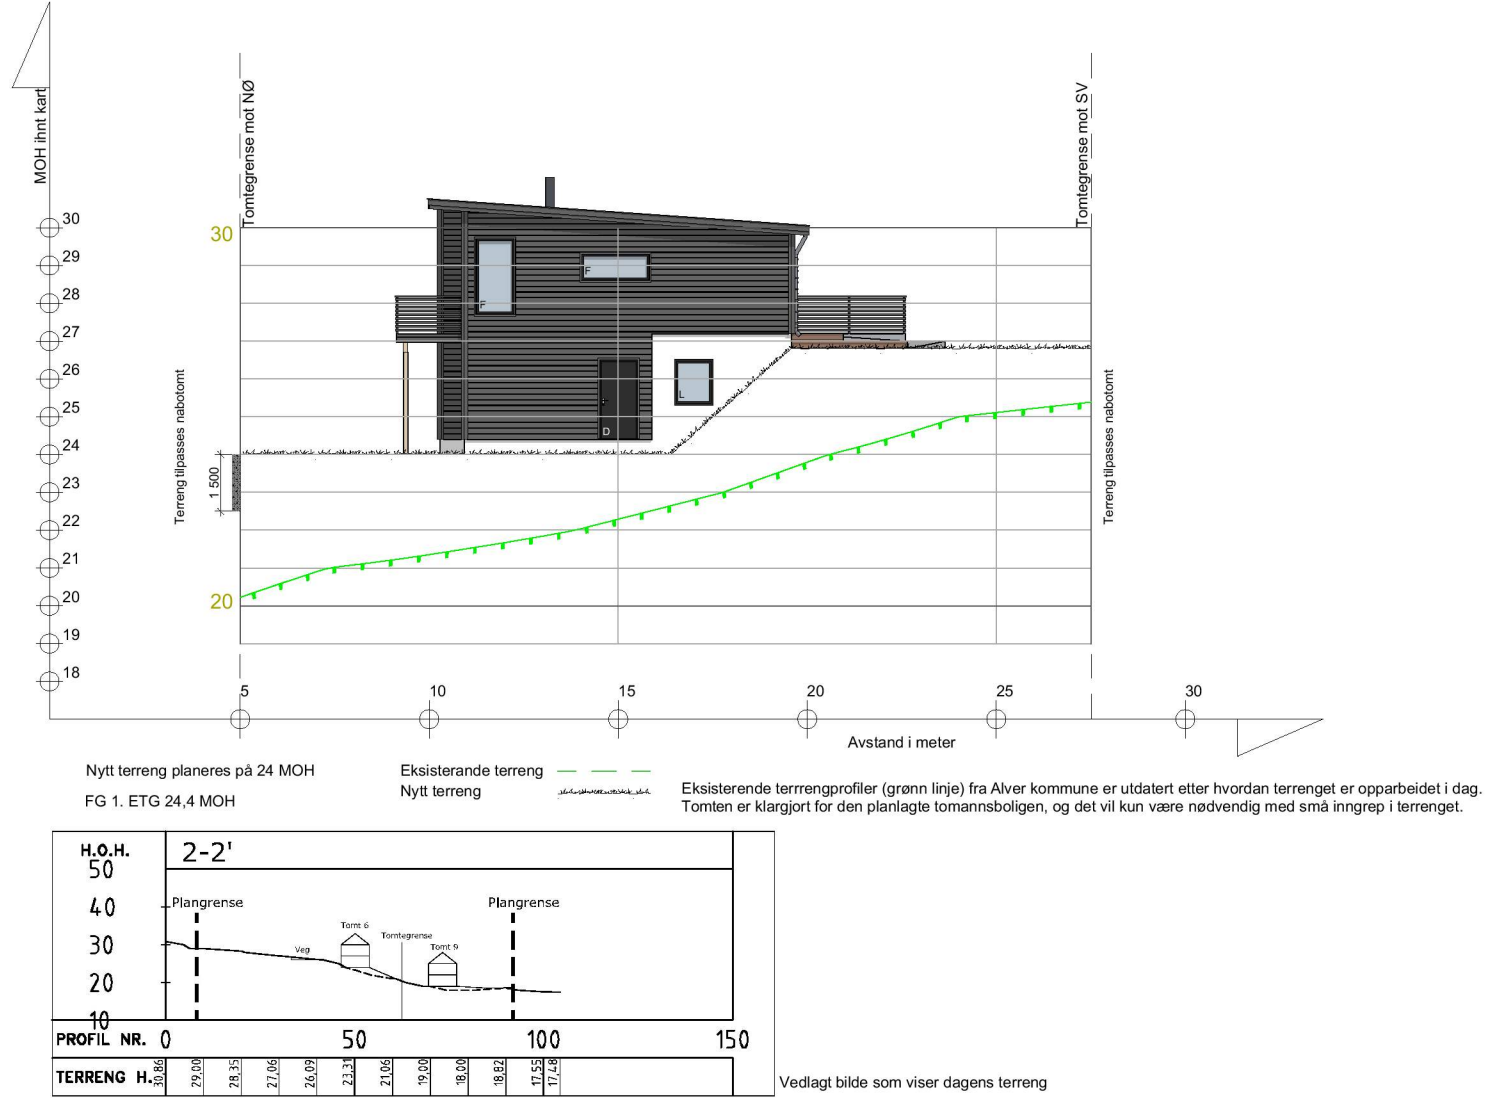 MOH ihnt kart
Tomtegrense mot NØ
Tomtegrense mot SV
30
29
28
27
26
25
24
23
22
21
20
19
18
30
20
F
F
L
D
1 500
Terreng tilpasses nabotomt
Terreng tilpasses nabotomt
5
10
15
20
25
30
Avstand i meter
Nytt terreng planeres på 24 MOH
FG 1. ETG 24,4 MOH
Eksisterande terreng
Nytt terreng
Eksisterende terrrengprofiler (grønn linje) fra Alver kommune er utdatert etter hvordan terrenget er opparbeidet i dag.
Tomten er klargjort for den planlagte tomannsboligen, og det vil kun være nødvendig med små inngrep i terrenget.
H.O.H.
2-2'
50
40
30
20
10
Plangrense
Plangrense
Veg
Tomt 6
Tomtegrense
Tomt 9
PROFIL NR. 0 50 100 150
TERRENG H. 30,86 29,00 28,35 27,06 26,09 23,31 21,06 19,00 18,00 18,82 17,55 17,48
Vedlagt bilde som viser dagens terreng